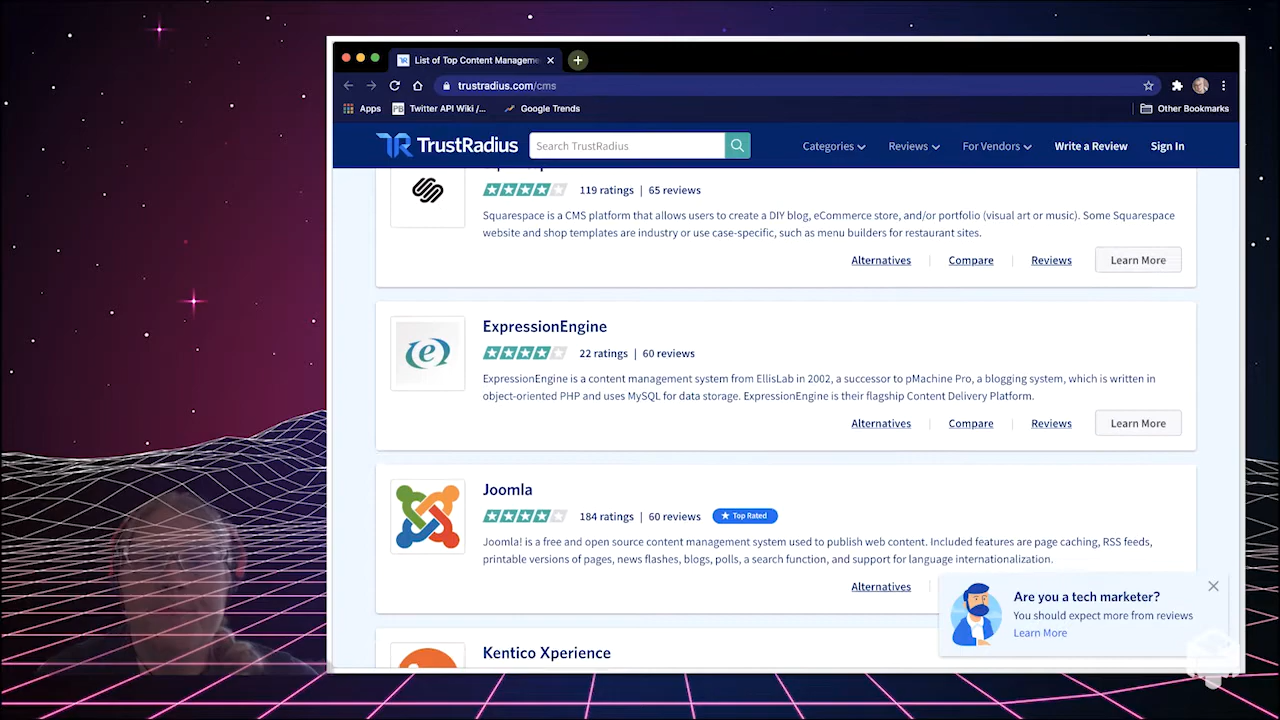 List of Top Content Manageme
trustradius.com/cms
Apps
Twitter API Wiki /...
Google Trends
Other Bookmarks
TrustRadius
Search TrustRadius
Categories
Reviews
For Vendors
Write a Review
Sign In
119 ratings | 65 reviews
Squarespace is a CMS platform that allows users to create a DIY blog, eCommerce store, and/or portfolio (visual art or music). Some Squarespace
website and shop templates are industry or use case-specific, such as menu builders for restaurant sites.
Alternatives | Compare | Reviews Learn More
ExpressionEngine
22 ratings | 60 reviews
ExpressionEngine is a content management system from EllisLab in 2002, a successor to pMachine Pro, a blogging system, which is written in
object-oriented PHP and uses MySQL for data storage. ExpressionEngine is their flagship Content Delivery Platform.
Alternatives | Compare | Reviews Learn More
Joomla
184 ratings | 60 reviews Top Rated
Joomla! is a free and open source content management system used to publish web content. Included features are page caching, RSS feeds,
printable versions of pages, news flashes, blogs, polls, a search function, and support for language internationalization.
Alternatives |
Are you a tech marketer?
You should expect more from reviews
Learn More
Kentico Xperience